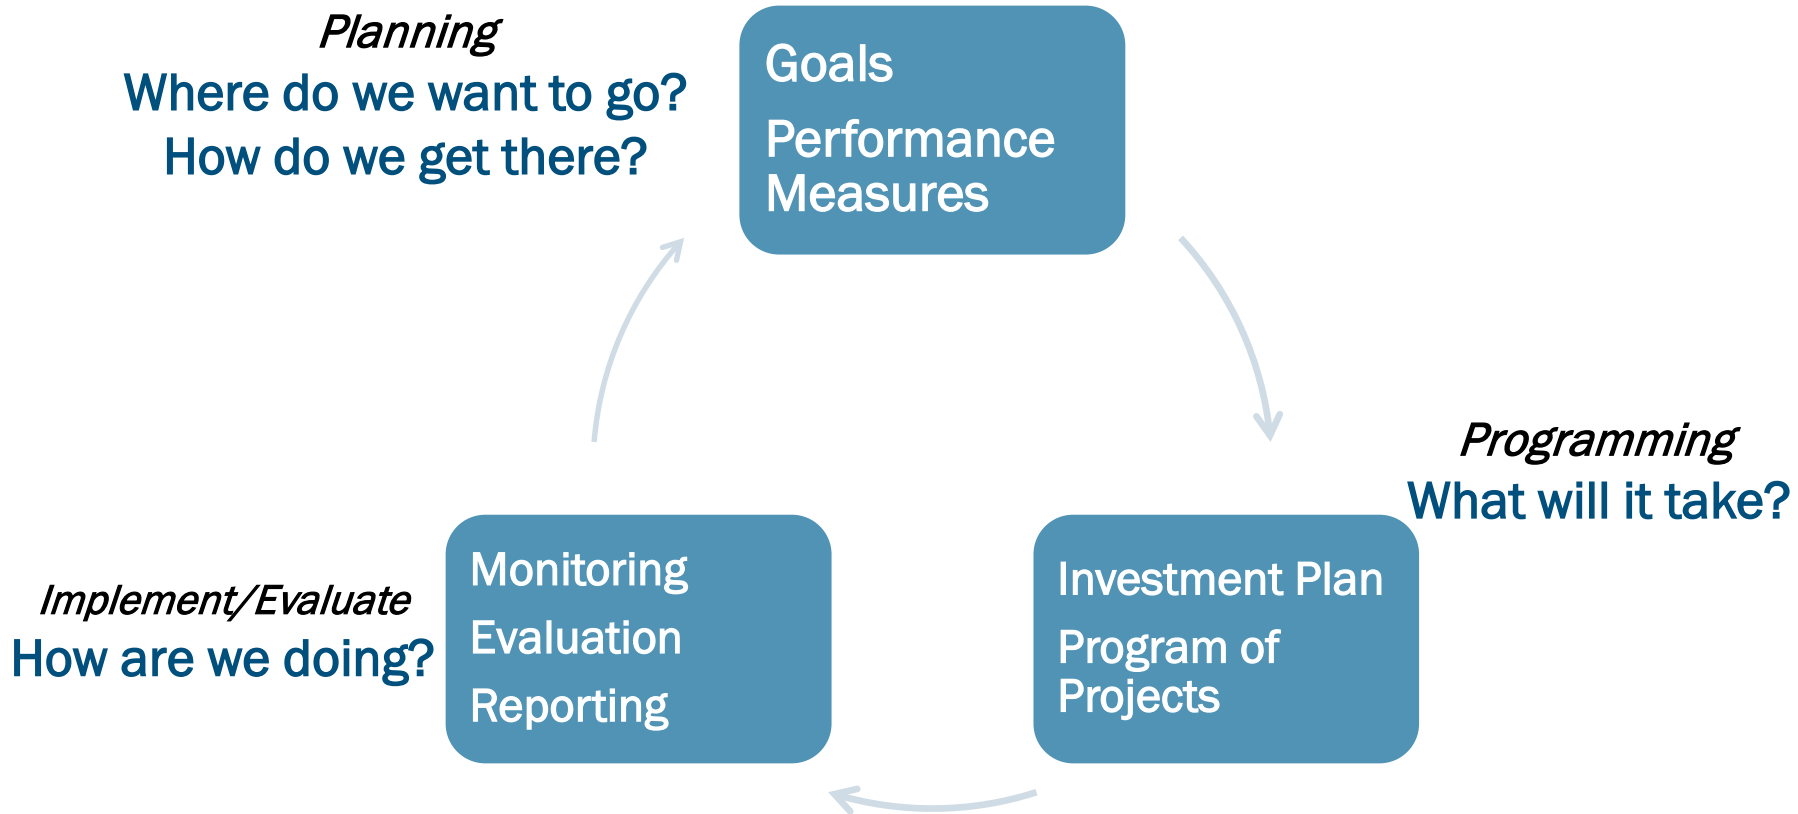 Planning
Where do we want to go?
How do we get there?
Goals
Performance
Measures
Programming
What will it take?
Investment Plan
Program of
Projects
Implement/Evaluate
How are we doing?
Monitoring
Evaluation
Reporting